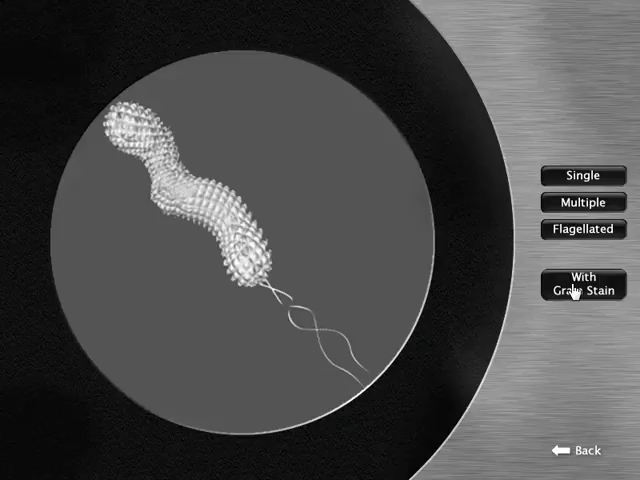 Single
Multiple
Flagellated
With
Gram Stain
Back